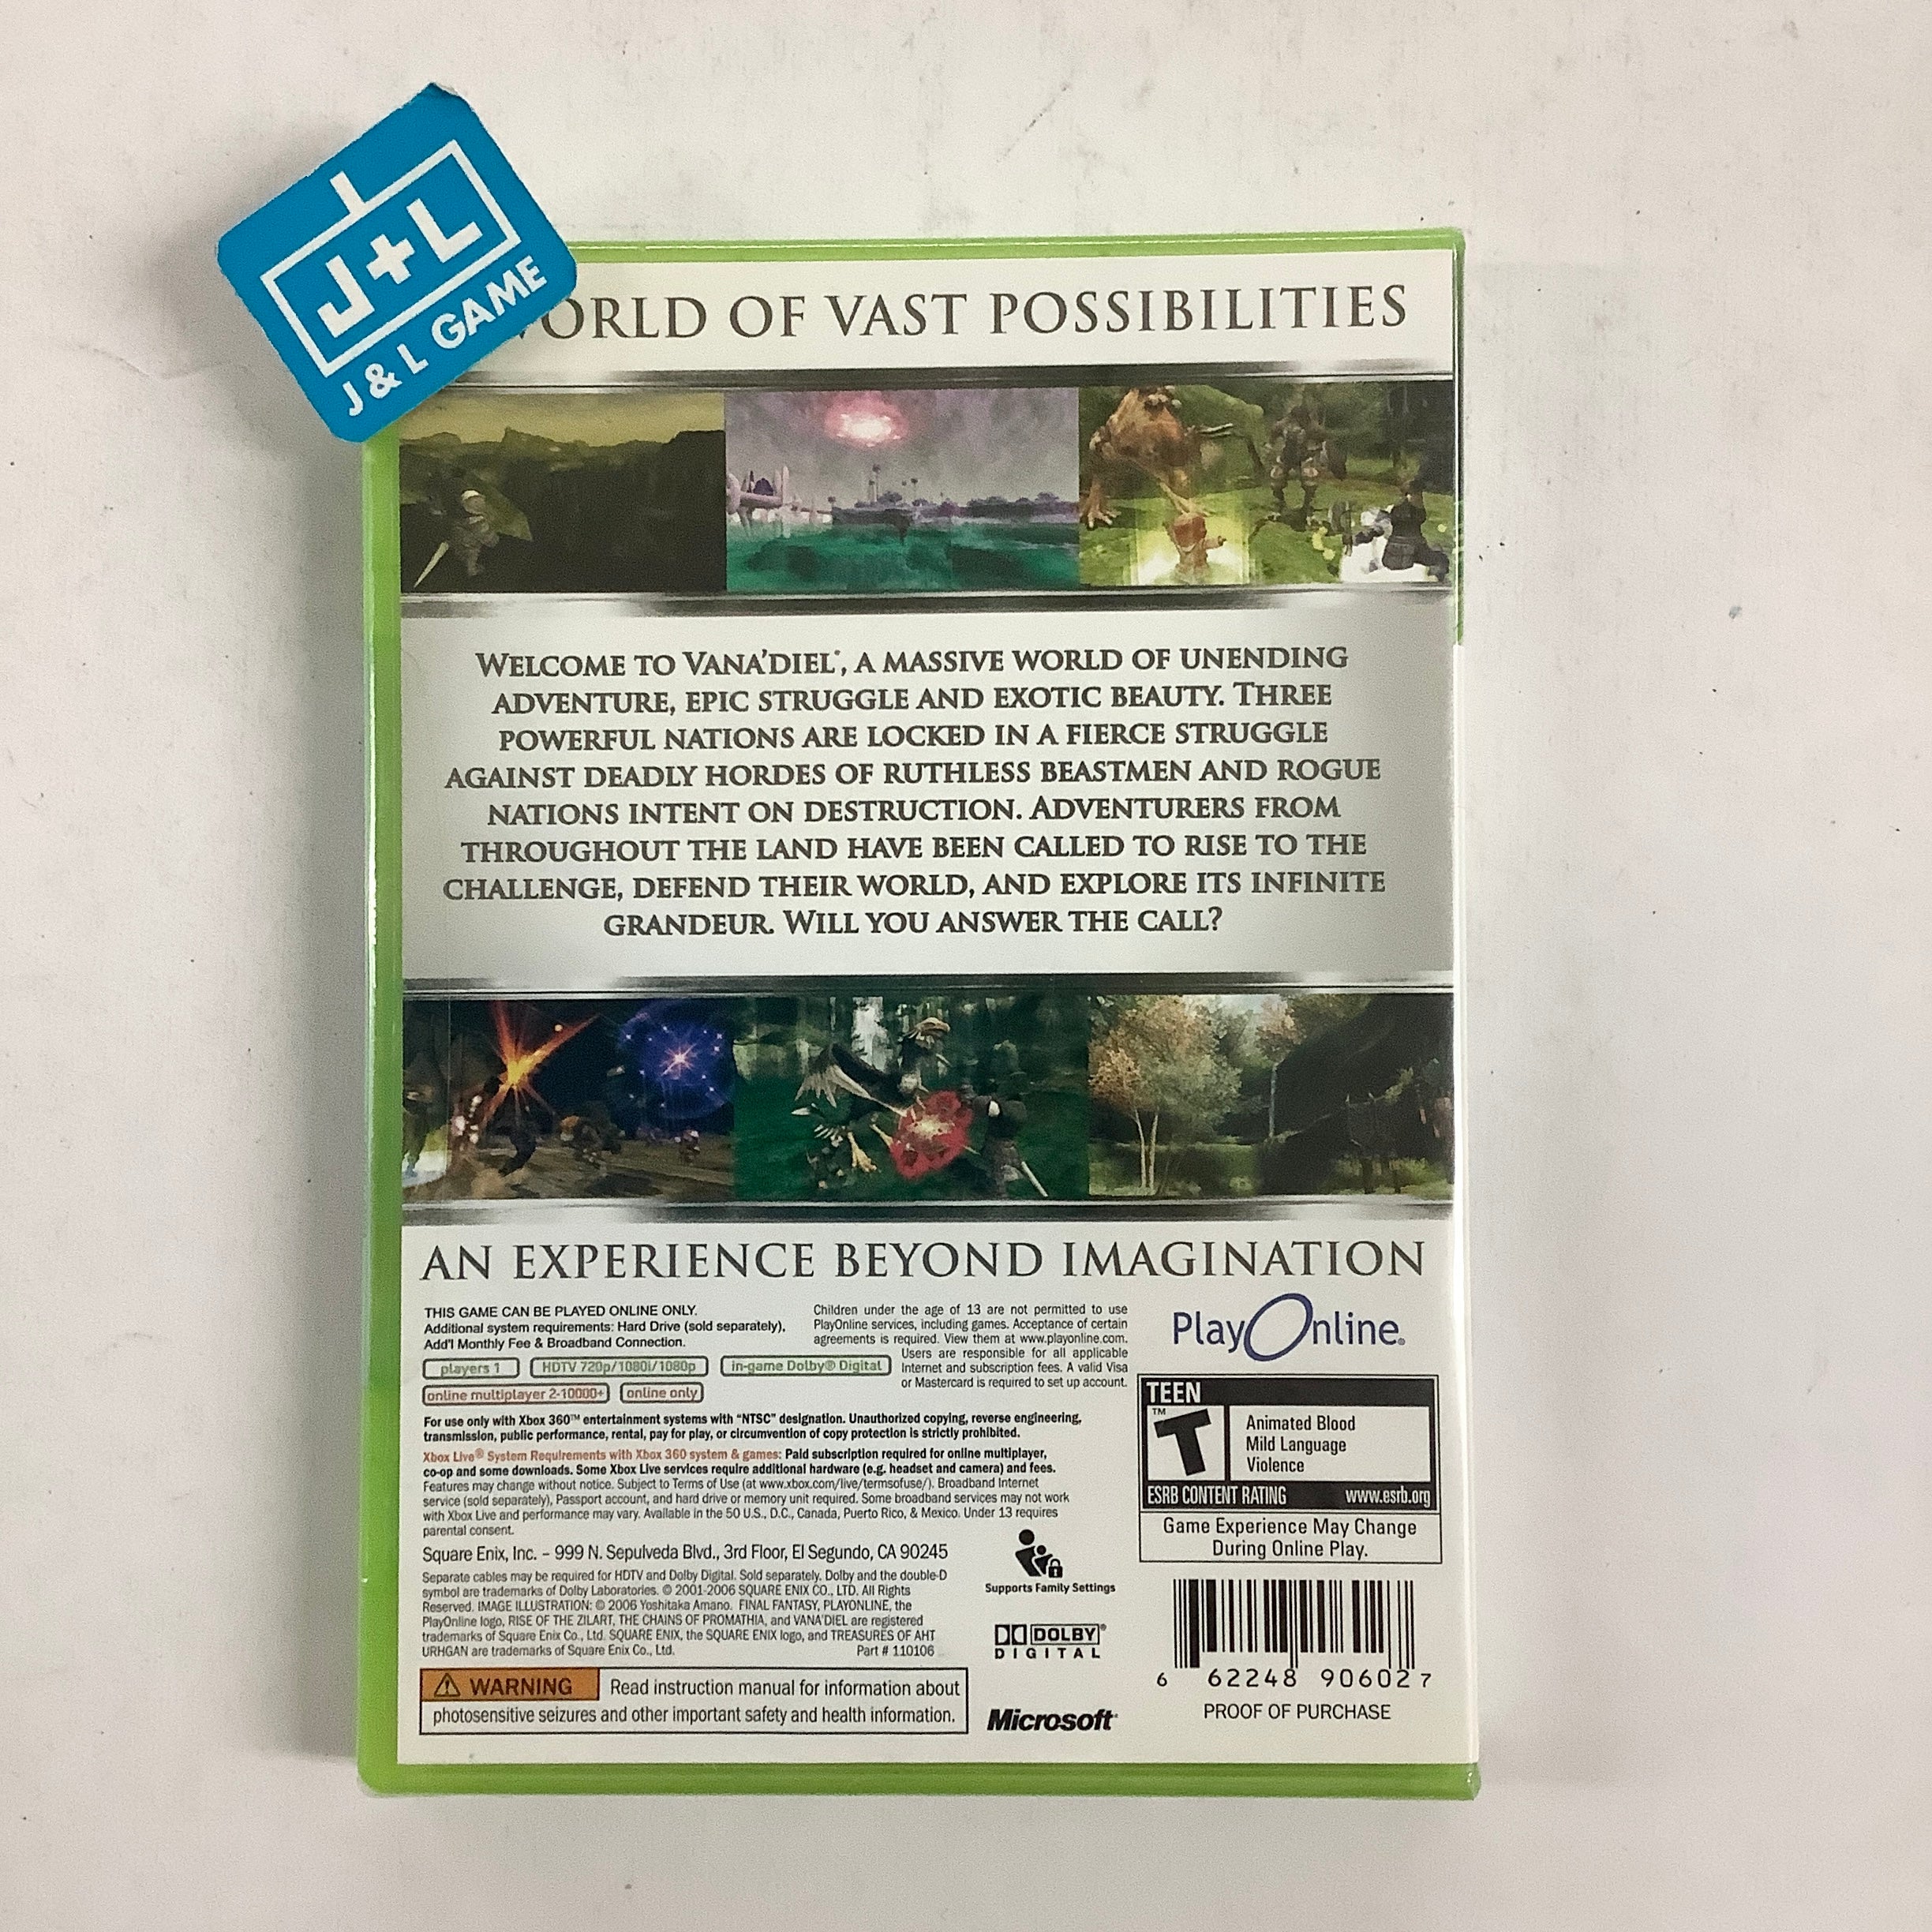 J+L
J & L GAME
ORLD OF VAST POSSIBILITIES
WELCOME TO VANA'DIEL®, A MASSIVE WORLD OF UNENDING
ADVENTURE, EPIC STRUGGLE AND EXOTIC BEAUTY. THREE
POWERFUL NATIONS ARE LOCKED IN A FIERCE STRUGGLE
AGAINST DEADLY HORDES OF RUTHLESS BEASTMEN AND ROGUE
NATIONS INTENT ON DESTRUCTION. ADVENTURERS FROM
THROUGHOUT THE LAND HAVE BEEN CALLED TO RISE TO THE
CHALLENGE, DEFEND THEIR WORLD, AND EXPLORE ITS INFINITE
GRANDEUR. WILL YOU ANSWER THE CALL?
AN EXPERIENCE BEYOND IMAGINATION
THIS GAME CAN BE PLAYED ONLINE ONLY.
Additional system requirements: Hard Drive (sold separately),
Add'l Monthly Fee & Broadband Connection.
players 1
HDTV 720p/1080i/1080p
in-game Dolby® Digital
online multiplayer 2-10000+
online only
Children under the age of 13 are not permitted to use
PlayOnline services, including games. Acceptance of certain
agreements is required. View them at www.playonline.com.
Users are responsible for all applicable
Internet and subscription fees. A valid Visa
or Mastercard is required to set up account.
PlayOnline®
For use only with Xbox 360™ entertainment systems with "NTSC" designation. Unauthorized copying, reverse engineering,
transmission, public performance, rental, pay for play, or circumvention of copy protection is strictly prohibited.
Xbox Live® System Requirements with Xbox 360 system & games: Paid subscription required for online multiplayer,
co-op and some downloads. Some Xbox Live services require additional hardware (e.g. headset and camera) and fees.
Features may change without notice. Subject to Terms of Use (at www.xbox.com/live/termsofuse/). Broadband Internet
service (sold separately), Passport account, and hard drive or memory unit required. Some broadband services may not work
with Xbox Live and performance may vary. Available in the 50 U.S., D.C., Canada, Puerto Rico, & Mexico. Under 13 requires
parental consent.
Square Enix, Inc. – 999 N. Sepulveda Blvd., 3rd Floor, El Segundo, CA 90245
Separate cables may be required for HDTV and Dolby Digital. Sold separately. Dolby and the double-D
symbol are trademarks of Dolby Laboratories. © 2001-2006 SQUARE ENIX CO., LTD. All Rights
Reserved. IMAGE ILLUSTRATION: © 2006 Yoshitaka Amano. FINAL FANTASY, PLAYONLINE, the
PlayOnline logo, RISE OF THE ZILART, THE CHAINS OF PROMATHIA, and VANA'DIEL are registered
trademarks of Square Enix Co., Ltd. SQUARE ENIX, the SQUARE ENIX logo, and TREASURES OF AHT
URHGAN are trademarks of Square Enix Co., Ltd. Part # 110106
WARNING Read instruction manual for information about
photosensitive seizures and other important safety and health information.
Supports Family Settings
DOLBY®
DIGITAL
Microsoft®
TEEN
T™
Animated Blood
Mild Language
Violence
ESRB CONTENT RATING www.esrb.org
Game Experience May Change
During Online Play.
6 62248 90602 7
PROOF OF PURCHASE